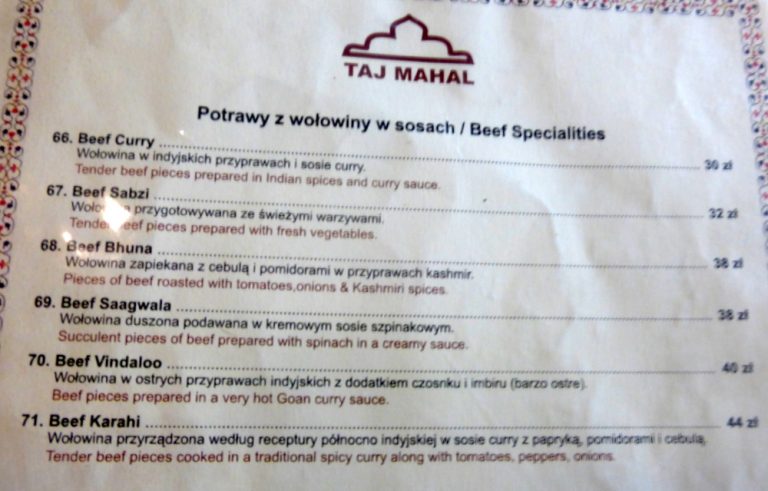 TAJ MAHAL
Potrawy z wołowiny w sosach / Beef Specialities
66. Beef Curry ........ 30 zł
Wołowina w indyjskich przyprawach i sosie curry.
Tender beef pieces prepared in Indian spices and curry sauce.
67. Beef Sabzi ........ 32 zł
przygotowywana ze świeżymi warzywami.
Tender beef pieces prepared with fresh vegetables.
68. Beef Bhuna ........ 38 zł
Wołowina zapiekana z cebulą i pomidorami w przyprawach kashmir.
Pieces of beef roasted with tomatoes,onions & Kashmiri spices.
69. Beef Saagwala ........ 38 zł
Wołowina duszona podawana w kremowym sosie szpinakowym.
Succulent pieces of beef prepared with spinach in a creamy sauce.
70. Beef Vindaloo ........ 40 zł
Wołowina w ostrych przyprawach indyjskich z dodatkiem czosnku i imbiru (barzo ostre).
Beef pieces prepared in a very hot Goan curry sauce.
71. Beef Karahi ........ 44 zł
Wołowina przyrządzona według receptury północno indyjskiej w sosie curry z papryką, pomidorami i cebulą.
Tender beef pieces cooked in a traditional spicy curry along with tomatoes, peppers, onions.